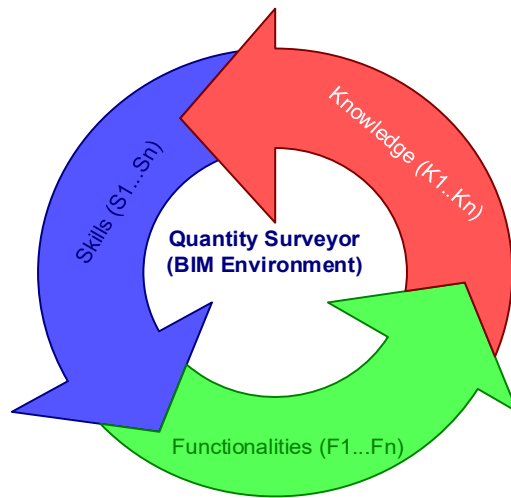 Knowledge (K1..Kn)
Skills (S1...Sn)
Quantity Surveyor
(BIM Environment)
Functionalities (F1...Fn)